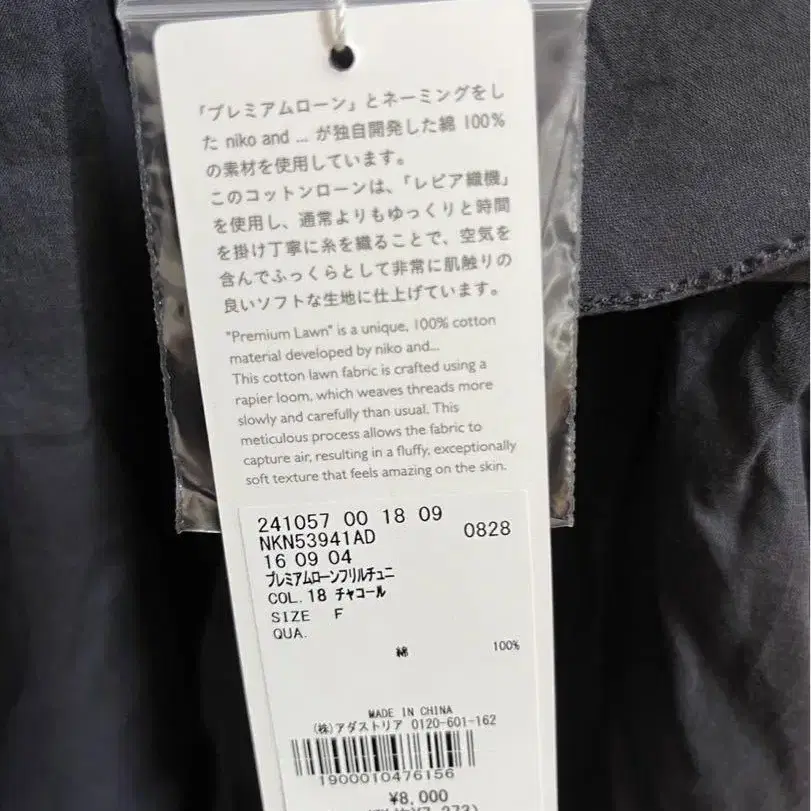 「プレミアムローン」とネーミングをし
た niko and ... が独自開発した綿 100%
の素材を使用しています。
このコットンローンは、「レピア織機」
を使用し、通常よりもゆっくりと時間
を掛け丁寧に糸を織ることで、空気を
含んでふっくらとして非常に肌触りの
良いソフトな生地に仕上げています。
"Premium Lawn" is a unique, 100% cotton
material developed by niko and...
This cotton lawn fabric is crafted using a
rapier loom, which weaves threads more
slowly and carefully than usual. This
meticulous process allows the fabric to
capture air, resulting in a fluffy, exceptionally
soft texture that feels amazing on the skin.
241057 00 18 09
NKN53941AD 0828
16 09 04
プレミアムローンフリルチュニ
COL. 18 チャコール
SIZE F
QUA.
綿 100%
MADE IN CHINA
(株)アダストリア 0120-601-162
1900010476156
¥8,000